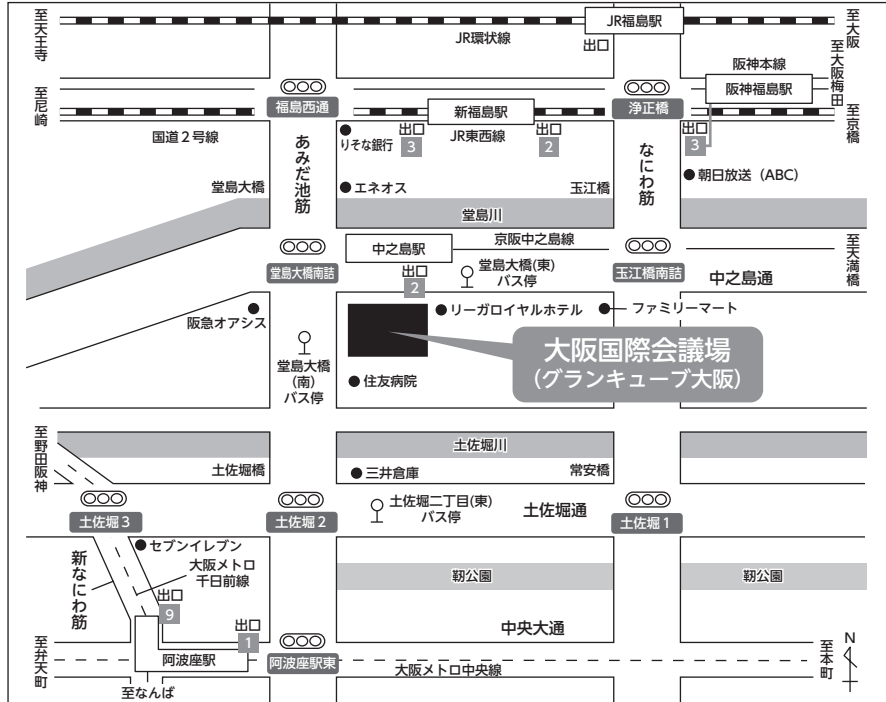 至天王寺
JR環状線
JR福島駅
出口
至大阪
阪神本線
至大阪梅田
阪神福島駅
至尼崎
福島西通
新福島駅
浄正橋
至京橋
国道2号線
りそな銀行
出口
3
JR東西線
出口
2
出口
3
あみだ池筋
なにわ筋
朝日放送（ABC）
堂島大橋
エネオス
玉江橋
堂島川
京阪中之島線
中之島駅
至天満橋
堂島大橋南詰
出口
2
堂島大橋(東)
バス停
玉江橋南詰
中之島通
阪急オアシス
リーガロイヤルホテル
ファミリーマート
堂島大橋
(南)
バス停
大阪国際会議場
(グランキューブ大阪)
住友病院
至野田阪神
土佐堀川
土佐堀橋
三井倉庫
常安橋
土佐堀3
土佐堀2
土佐堀二丁目(東)
バス停
土佐堀通
土佐堀1
セブンイレブン
新なにわ筋
大阪メトロ
千日前線
靭公園
靭公園
出口
9
出口
1
中央大通
至弁天町
阿波座駅
阿波座駅東
大阪メトロ中央線
至本町
N
至なんば